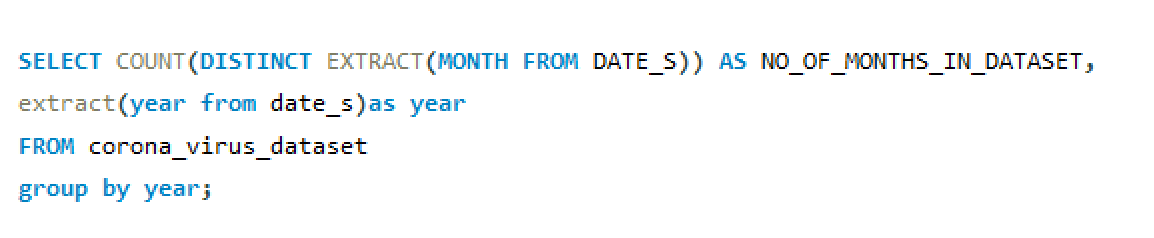 SELECT COUNT(DISTINCT EXTRACT(MONTH FROM DATE_S)) AS NO_OF_MONTHS_IN_DATASET,
extract(year from date_s)as year
FROM corona_virus_dataset
group by year;